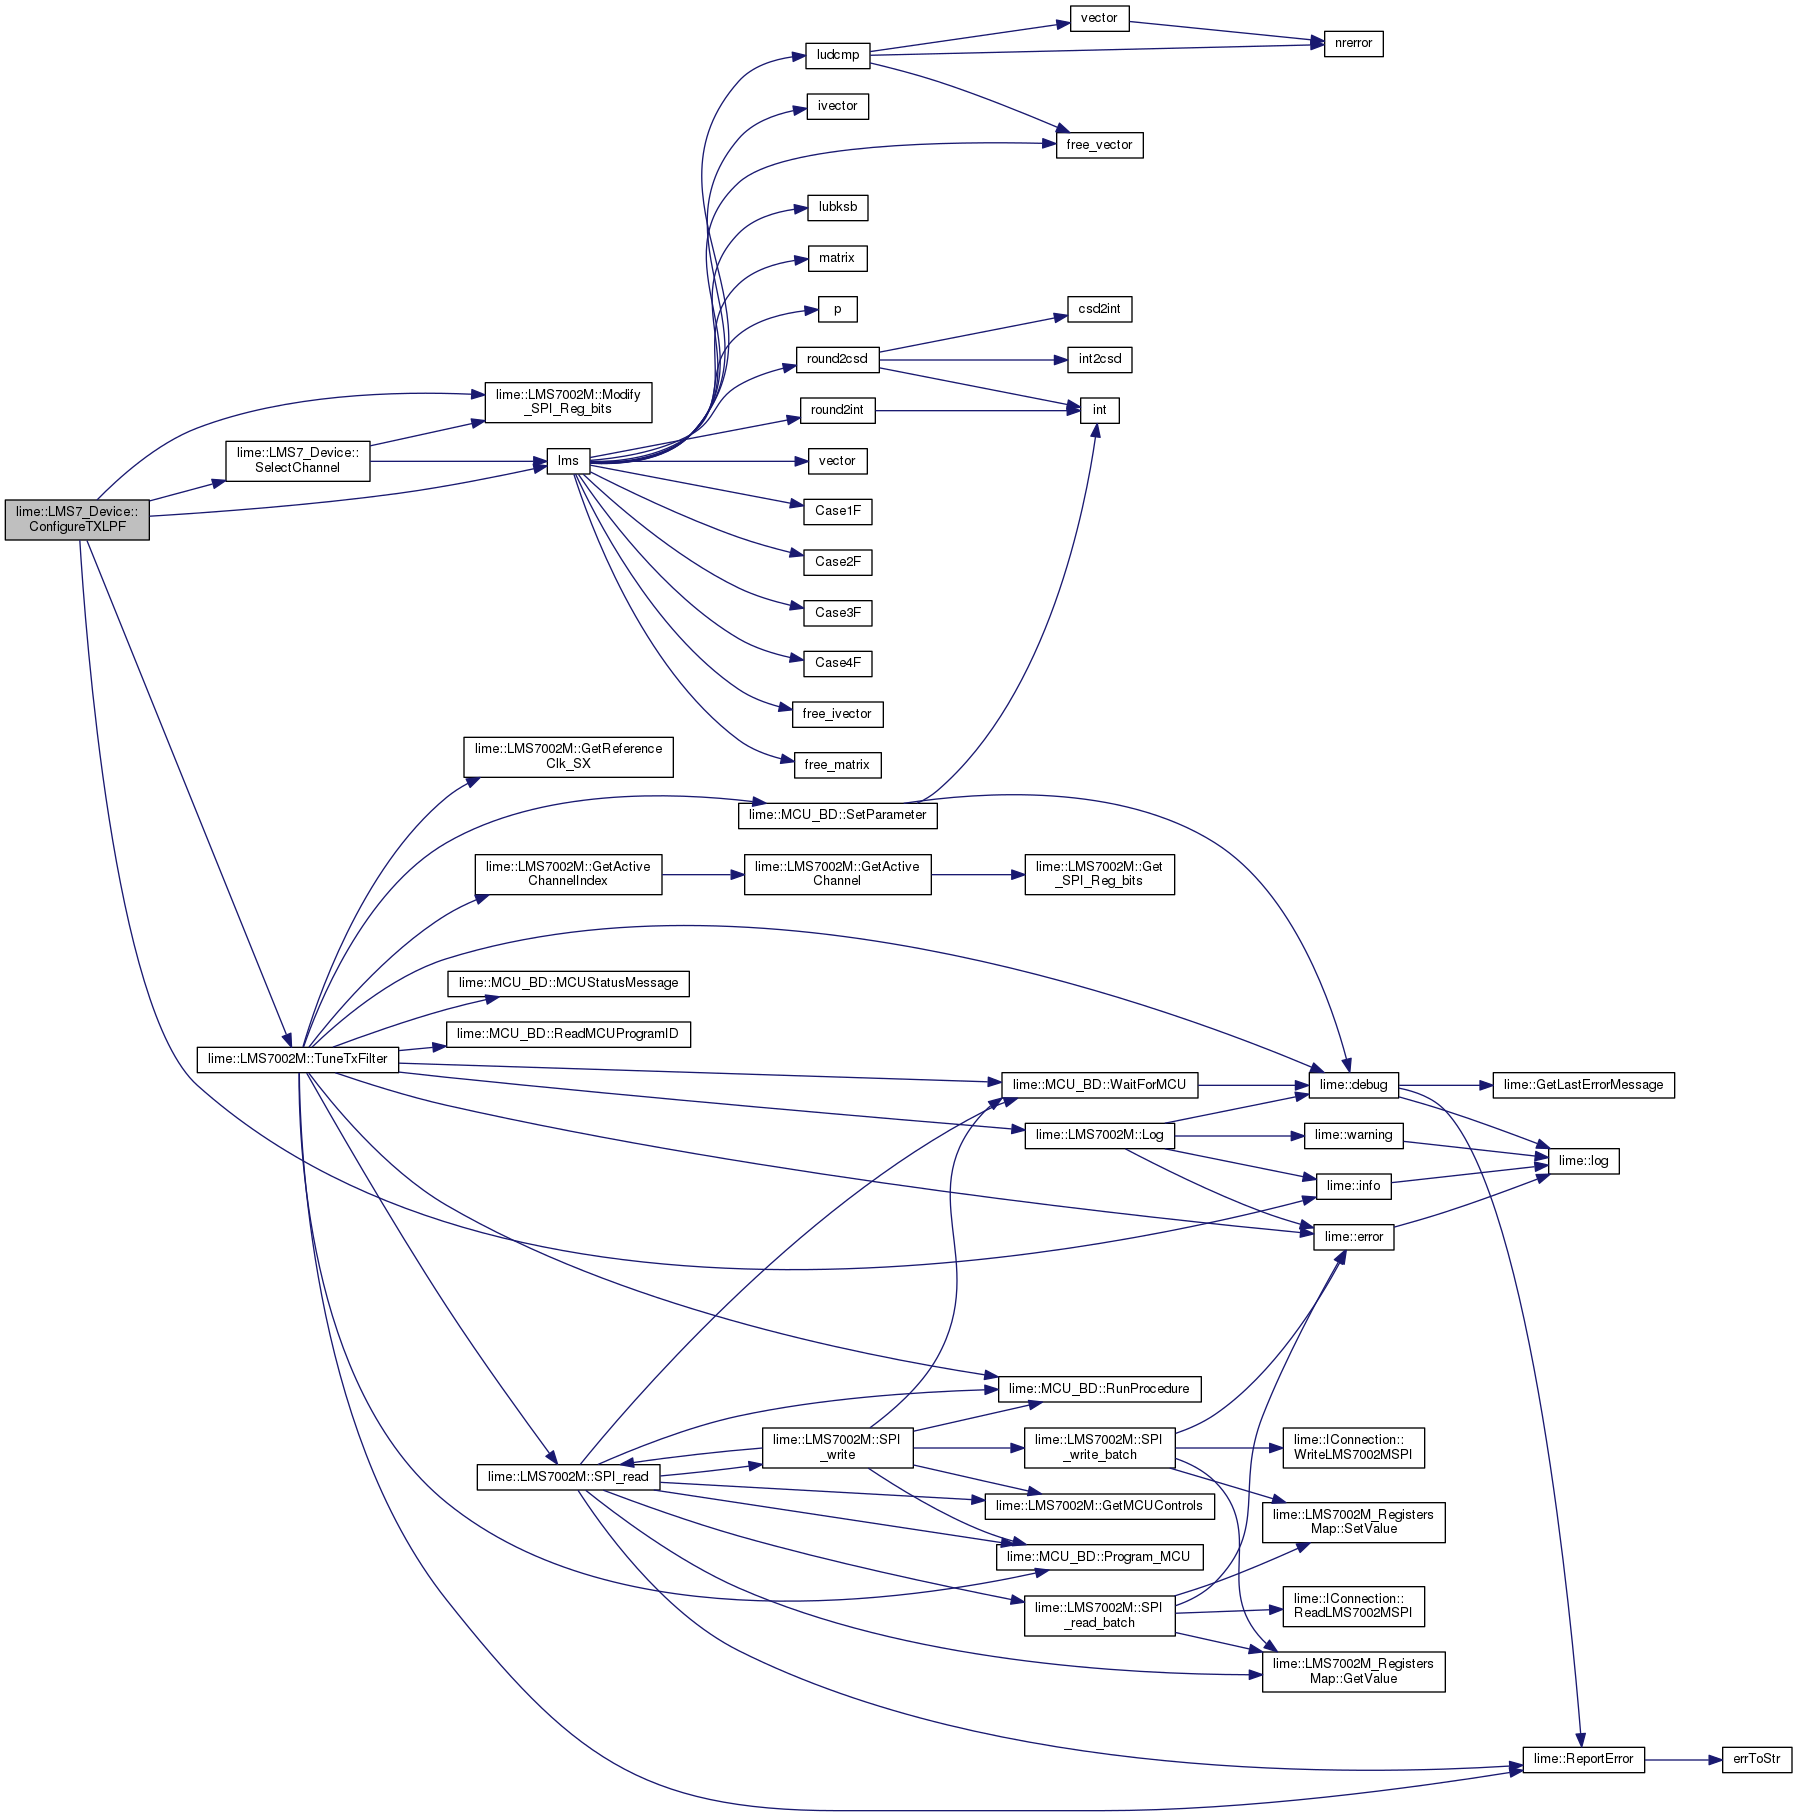 vector
nrerror
ludcmp
ivector
free_vector
lubksb
matrix
p
csd2int
round2csd
int2csd
lime::LMS7002M::Modify
_SPI_Reg_bits
round2int
int
lime::LMS7_Device::
SelectChannel
lms
vector
lime::LMS7_Device::
ConfigureTXLPF
Case1F
Case2F
Case3F
Case4F
free_ivector
lime::LMS7002M::GetReference
Clk_SX
free_matrix
lime::MCU_BD::SetParameter
lime::LMS7002M::GetActive
ChannelIndex
lime::LMS7002M::GetActive
Channel
lime::LMS7002M::Get
_SPI_Reg_bits
lime::MCU_BD::MCUStatusMessage
lime::MCU_BD::ReadMCUProgramID
lime::LMS7002M::TuneTxFilter
lime::MCU_BD::WaitForMCU
lime::debug
lime::GetLastErrorMessage
lime::LMS7002M::Log
lime::warning
lime::log
lime::info
lime::error
lime::MCU_BD::RunProcedure
lime::LMS7002M::SPI
_write
lime::LMS7002M::SPI
_write_batch
lime::IConnection::
WriteLMS7002MSPI
lime::LMS7002M::SPI_read
lime::LMS7002M::GetMCUControls
lime::LMS7002M_Registers
Map::SetValue
lime::MCU_BD::Program_MCU
lime::LMS7002M::SPI
_read_batch
lime::IConnection::
ReadLMS7002MSPI
lime::LMS7002M_Registers
Map::GetValue
lime::ReportError
errToStr